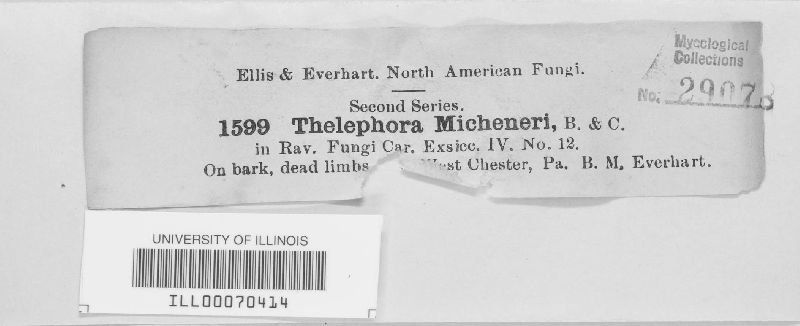 Ellis & Everhart. North American Fungi.
Second Series.
1599 Thelephora Micheneri, B. & C.
in Rav. Fungi Car. Exsicc. IV. No. 12.
On bark, dead limbs West Chester, Pa. B. M. Everhart.
Mycological
Collections
No. 29078
UNIVERSITY OF ILLINOIS
ILL00070414